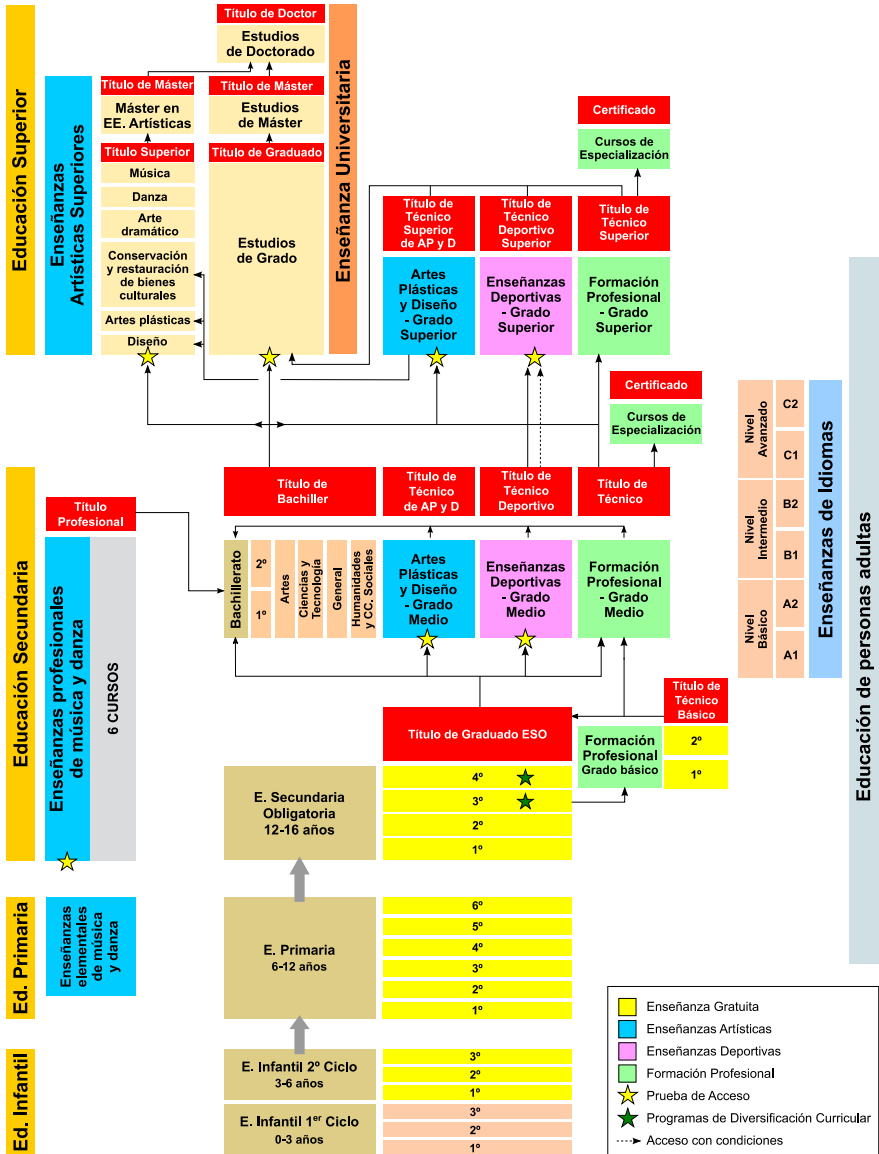 Título de Doctor
Estudios
de Doctorado
Título de Máster
Título de Máster
Máster en
EE. Artísticas
Estudios
de Máster
Título Superior
Título de Graduado
Música
Danza
Arte
dramático
Conservación
y restauración
de bienes
culturales
Artes plásticas
Diseño
Estudios
de Grado
Educación Superior
Enseñanzas
Artísticas Superiores
Enseñanza Universitaria
Certificado
Cursos de
Especialización
Título de
Técnico
Superior
de AP y D
Título de
Técnico
Deportivo
Superior
Título de
Técnico
Superior
Artes
Plásticas
y Diseño
- Grado
Superior
Enseñanzas
Deportivas
- Grado
Superior
Formación
Profesional
- Grado
Superior
Certificado
Cursos de
Especialización
Nivel
Avanzado
C2
C1
Nivel
Intermedio
B2
B1
Nivel
Básico
A2
A1
Enseñanzas de Idiomas
Educación de personas adultas
Educación Secundaria
Título
Profesional
Título de
Bachiller
Título de
Técnico
de AP y D
Título de
Técnico
Deportivo
Título de
Técnico
Enseñanzas profesionales
de música y danza
6 CURSOS
Bachillerato
2º
1º
Artes
Ciencias y
Tecnología
General
Humanidades
y CC. Sociales
Artes
Plásticas
y Diseño
- Grado
Medio
Enseñanzas
Deportivas
- Grado
Medio
Formación
Profesional
- Grado
Medio
Título de Graduado ESO
Título de
Técnico
Básico
Formación
Profesional
Grado básico
2º
1º
E. Secundaria
Obligatoria
12-16 años
4º
3º
2º
1º
Ed. Primaria
Enseñanzas
elementales
de música
y danza
E. Primaria
6-12 años
6º
5º
4º
3º
2º
1º
Ed. Infantil
E. Infantil 2º Ciclo
3-6 años
3º
2º
1º
E. Infantil 1er Ciclo
0-3 años
3º
2º
1º
Enseñanza Gratuita
Enseñanzas Artísticas
Enseñanzas Deportivas
Formación Profesional
Prueba de Acceso
Programas de Diversificación Curricular
Acceso con condiciones